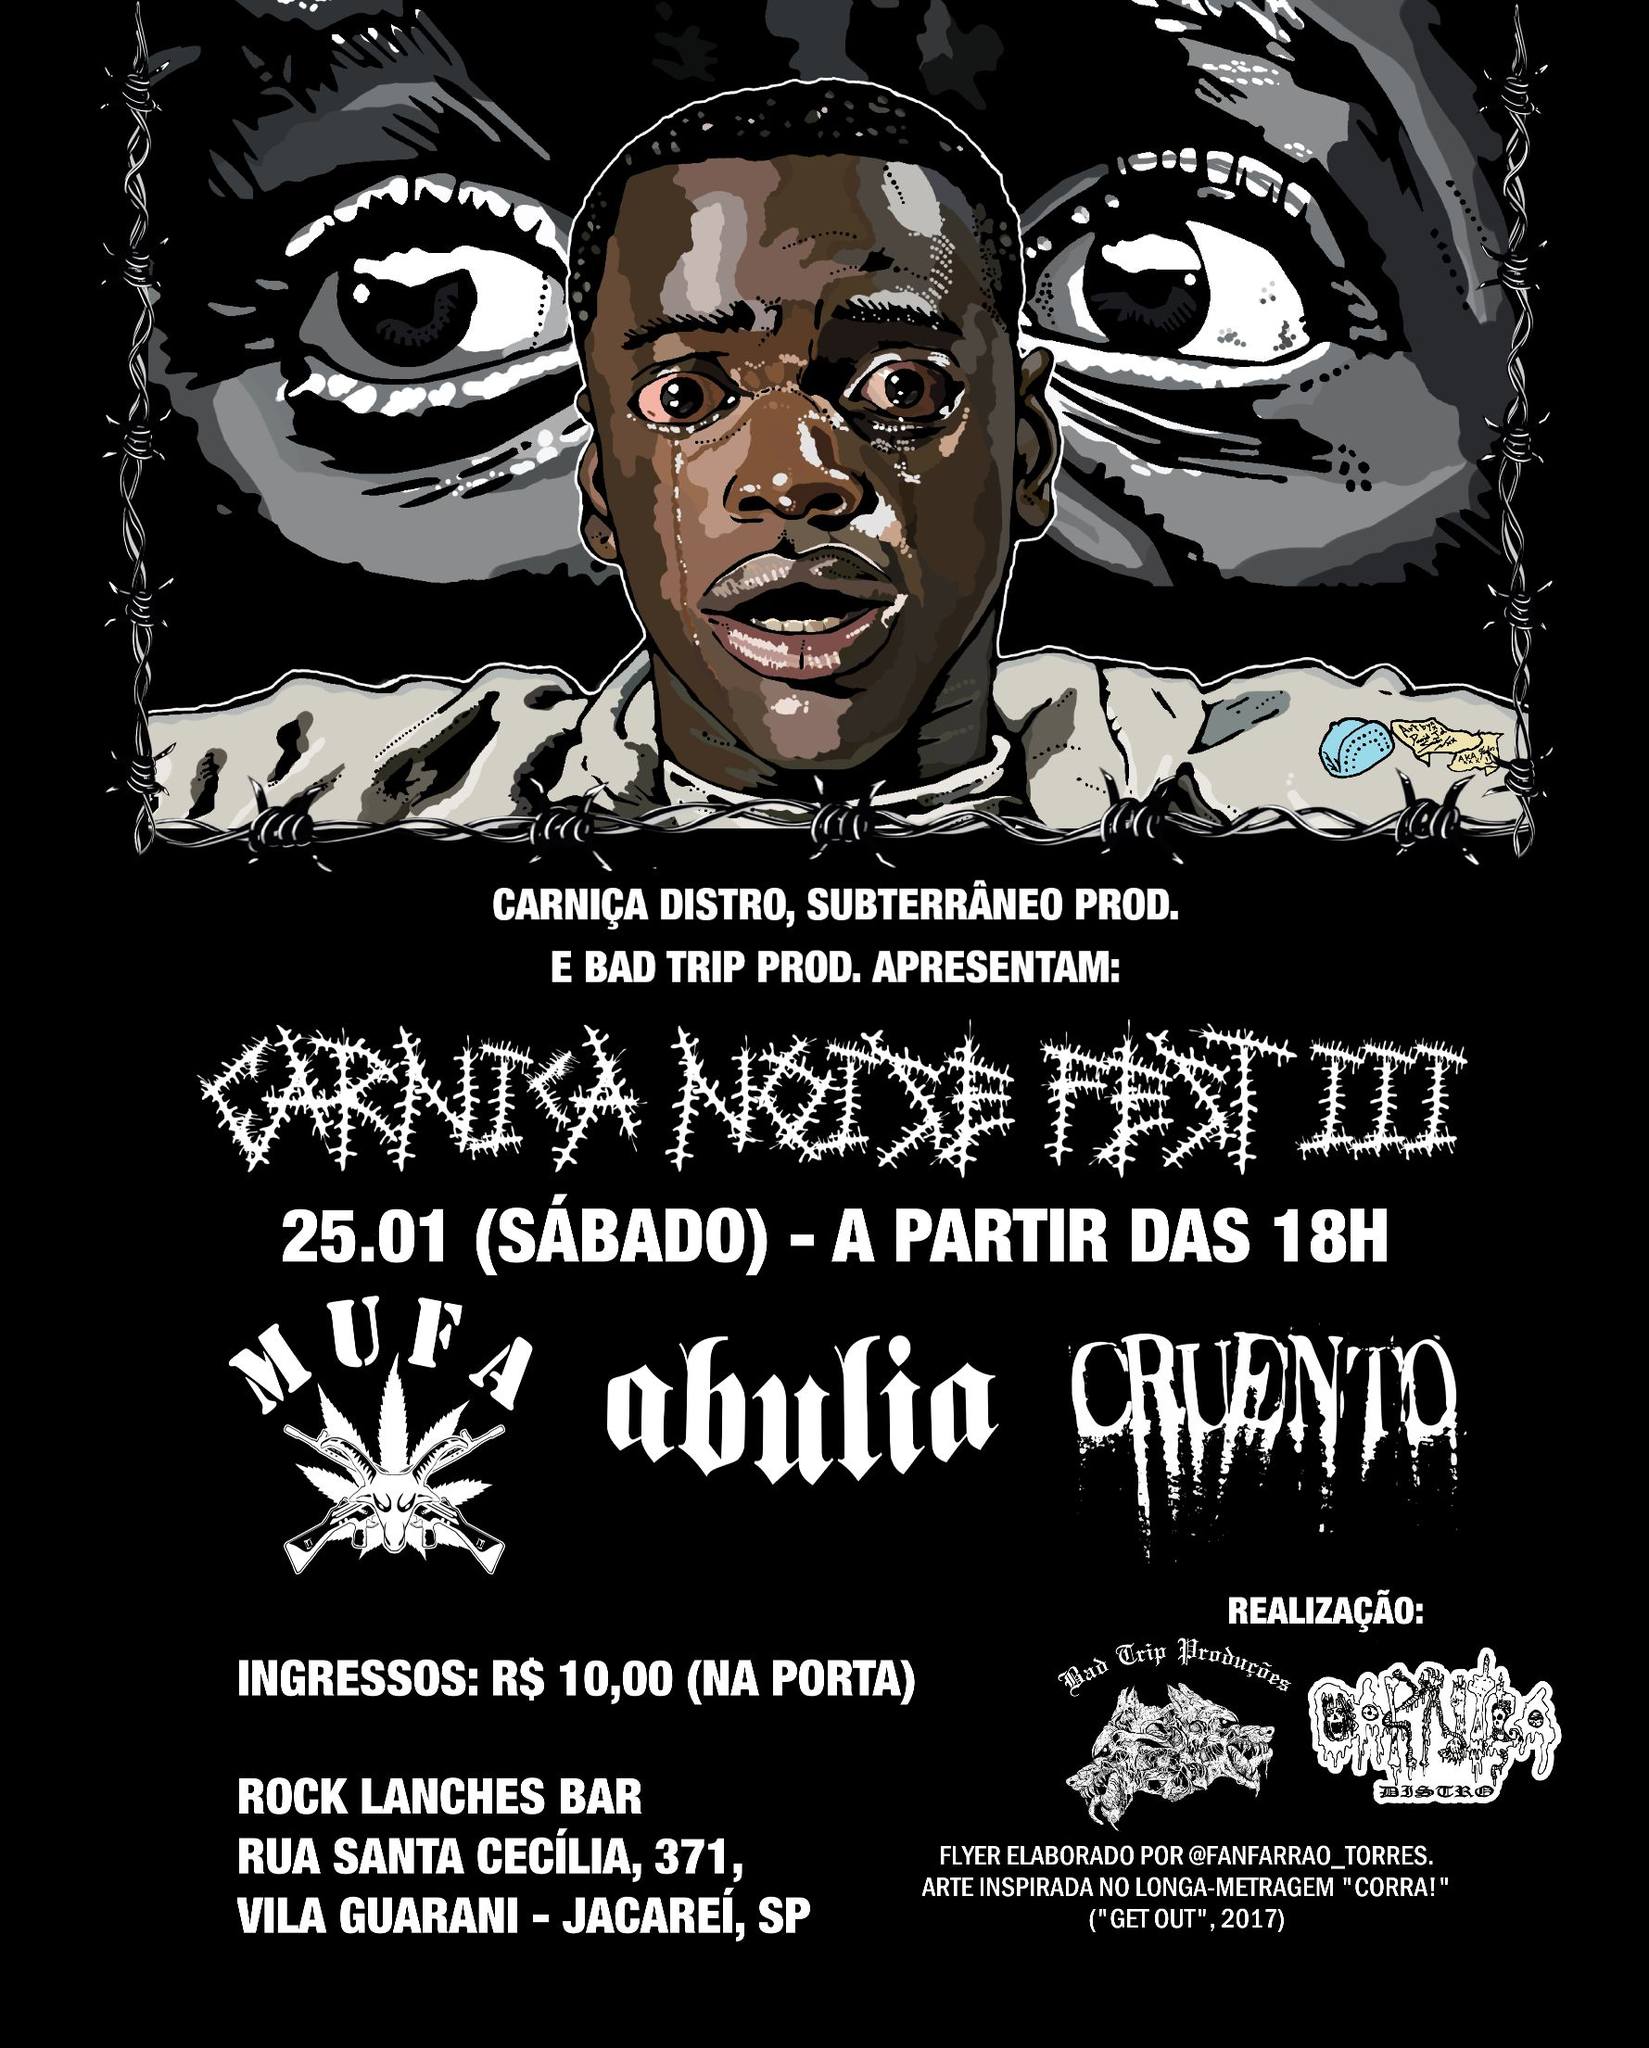 CARNIÇA DISTRO, SUBTERRÂNEO PROD.
E BAD TRIP PROD. APRESENTAM:
CARNIÇA NOISE FEST III
25.01 (SÁBADO) - A PARTIR DAS 18H
MUFA
abulia
CRUENTO
REALIZAÇÃO:
INGRESSOS: R$ 10,00 (NA PORTA)
Bad Trip Produções
CARNIÇA
DISTRO
ROCK LANCHES BAR
RUA SANTA CECÍLIA, 371,
VILA GUARANI - JACAREÍ, SP
FLYER ELABORADO POR @FANFARRAO_TORRES.
ARTE INSPIRADA NO LONGA-METRAGEM "CORRA!"
("GET OUT", 2017)